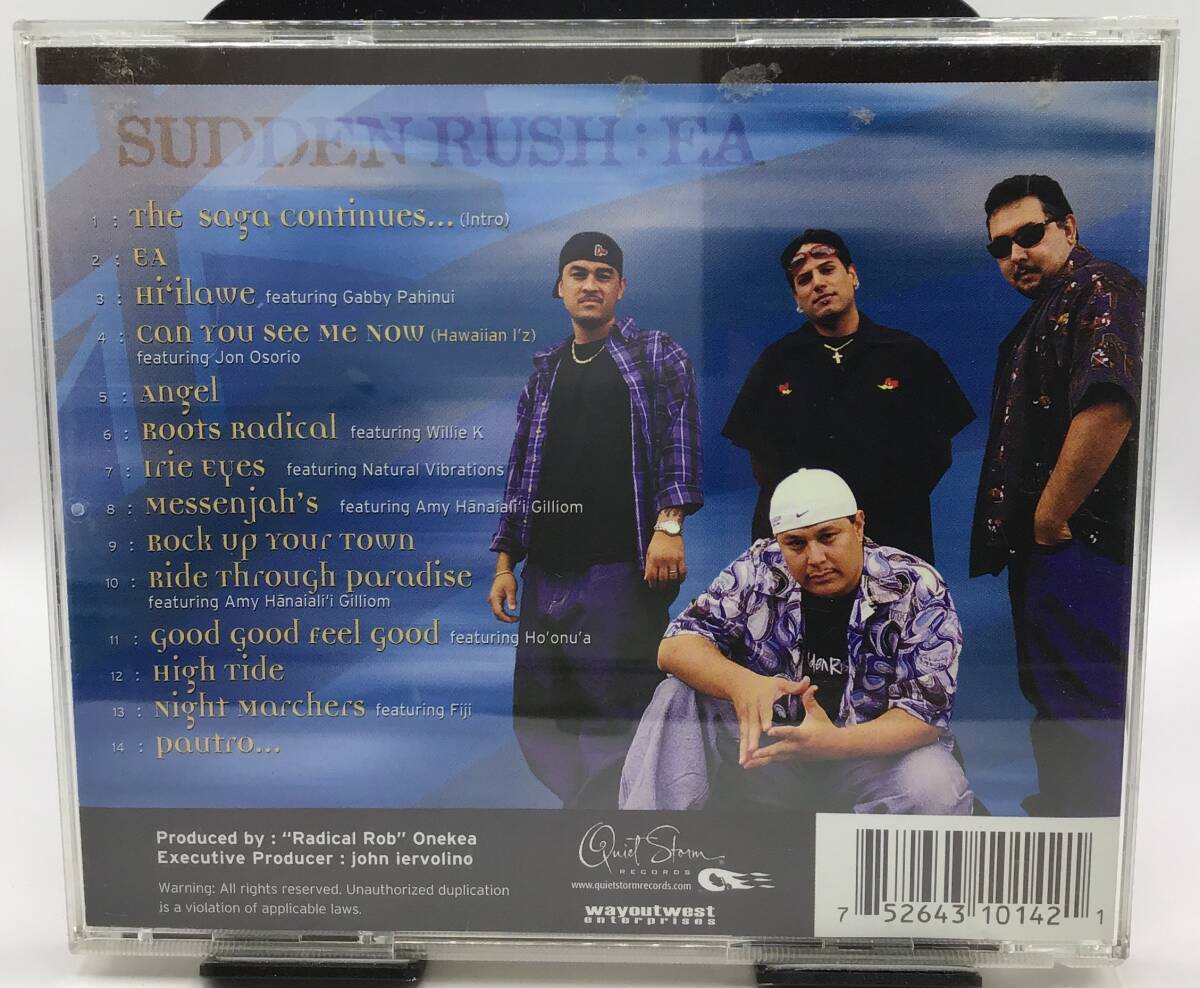 SUDDEN RUSH : EA
1 : The saga continues... (Intro)
2 : EA
3 : Hi'ilawe featuring Gabby Pahinui
4 : Can You See Me Now (Hawaiian I'z)
featuring Jon Osorio
5 : Angel
6 : Roots Radical featuring Willie K
7 : Irie Eyes featuring Natural Vibrations
8 : Messenjah's featuring Amy Hānaiali'i Gilliom
9 : Rock Up Your Town
10 : Ride Through Paradise
featuring Amy Hānaiali'i Gilliom
11 : Good Good Feel Good featuring Ho'onu'a
12 : High Tide
13 : Night Marchers featuring Fiji
14 : Pautro...
Produced by : "Radical Rob" Onekea
Executive Producer : john iervolino
Warning: All rights reserved. Unauthorized duplication
is a violation of applicable laws.
Quiet Storm
RECORDS
www.quietstormrecords.com
wayoutwest
enterprises
7 52643 10142 1